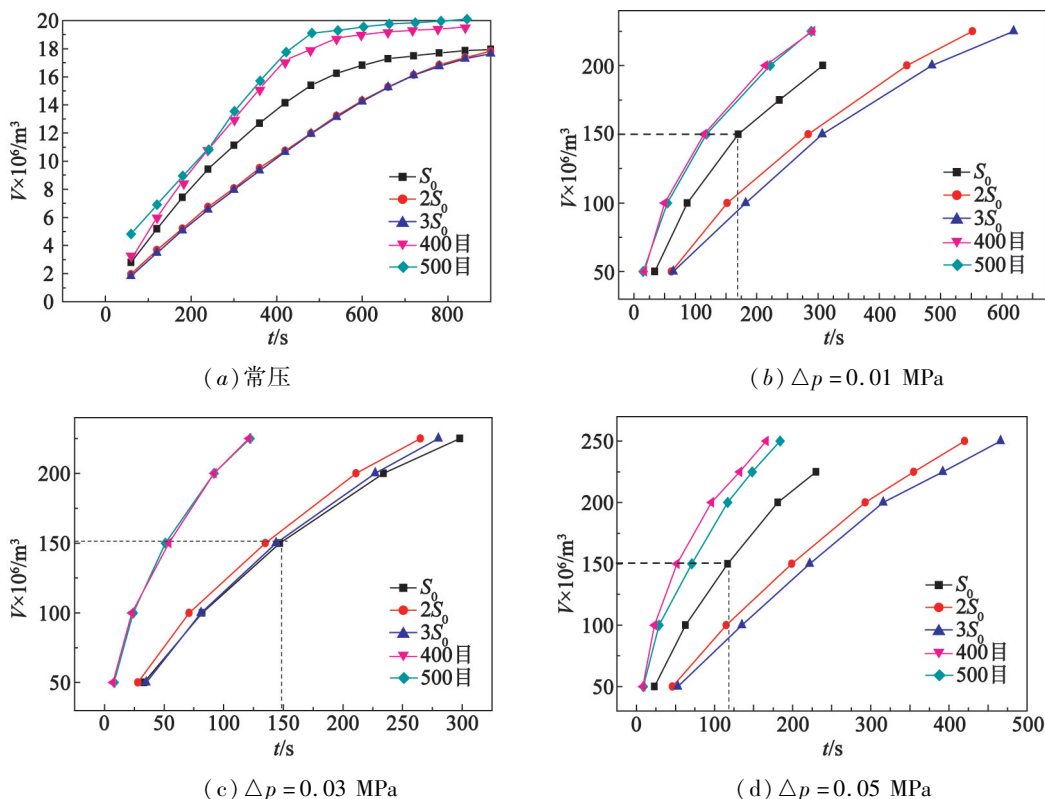 V×10⁶/m³
20
19
18
16
14
12
10
8
6
4
2
0
0
200
400
600
800
t/s
S₀
2S₀
3S₀
400目
500目
(a)常压
V×10⁶/m³
200
150
100
50
0
100
200
300
400
500
600
t/s
S₀
2S₀
3S₀
400目
500目
(b)△p=0.01 MPa
V×10⁶/m³
200
150
100
50
0
50
100
150
200
250
300
t/s
S₀
2S₀
3S₀
400目
500目
(c)△p=0.03 MPa
V×10⁶/m³
250
200
150
100
50
0
100
200
300
400
500
t/s
S₀
2S₀
3S₀
400目
500目
(d)△p=0.05 MPa